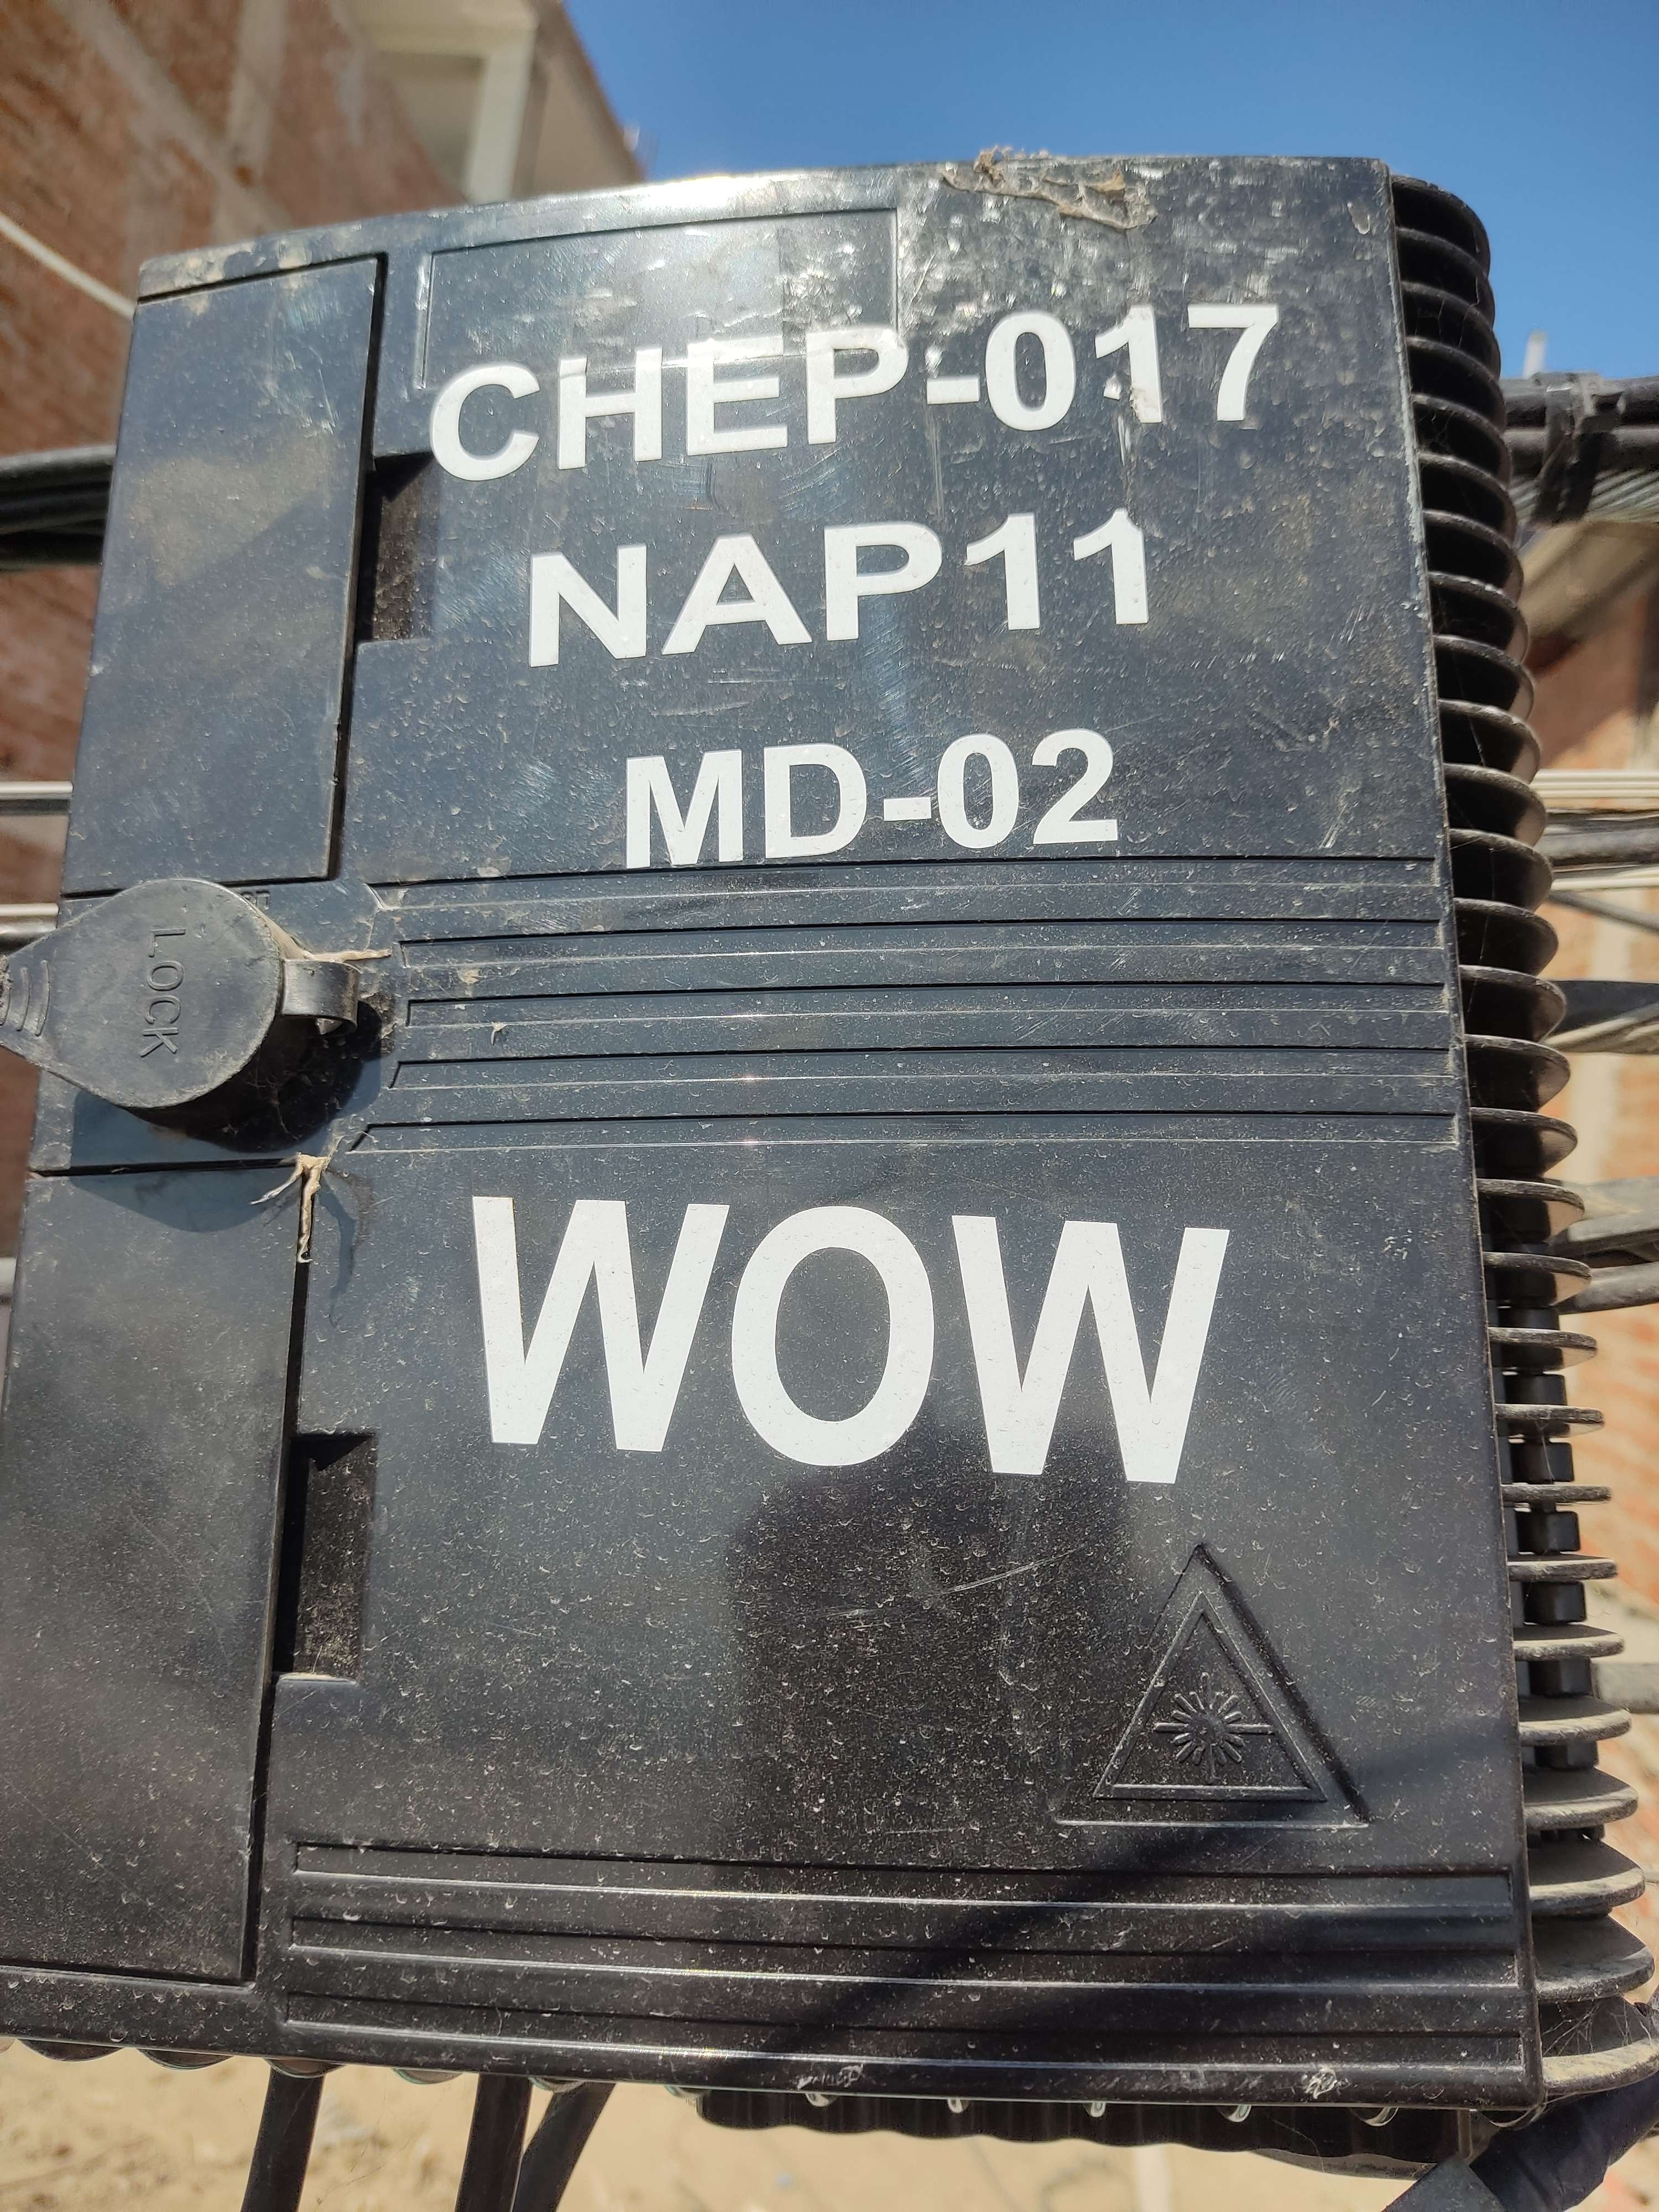 CHEP-017
NAP11
MD-02
LOCK
WOW